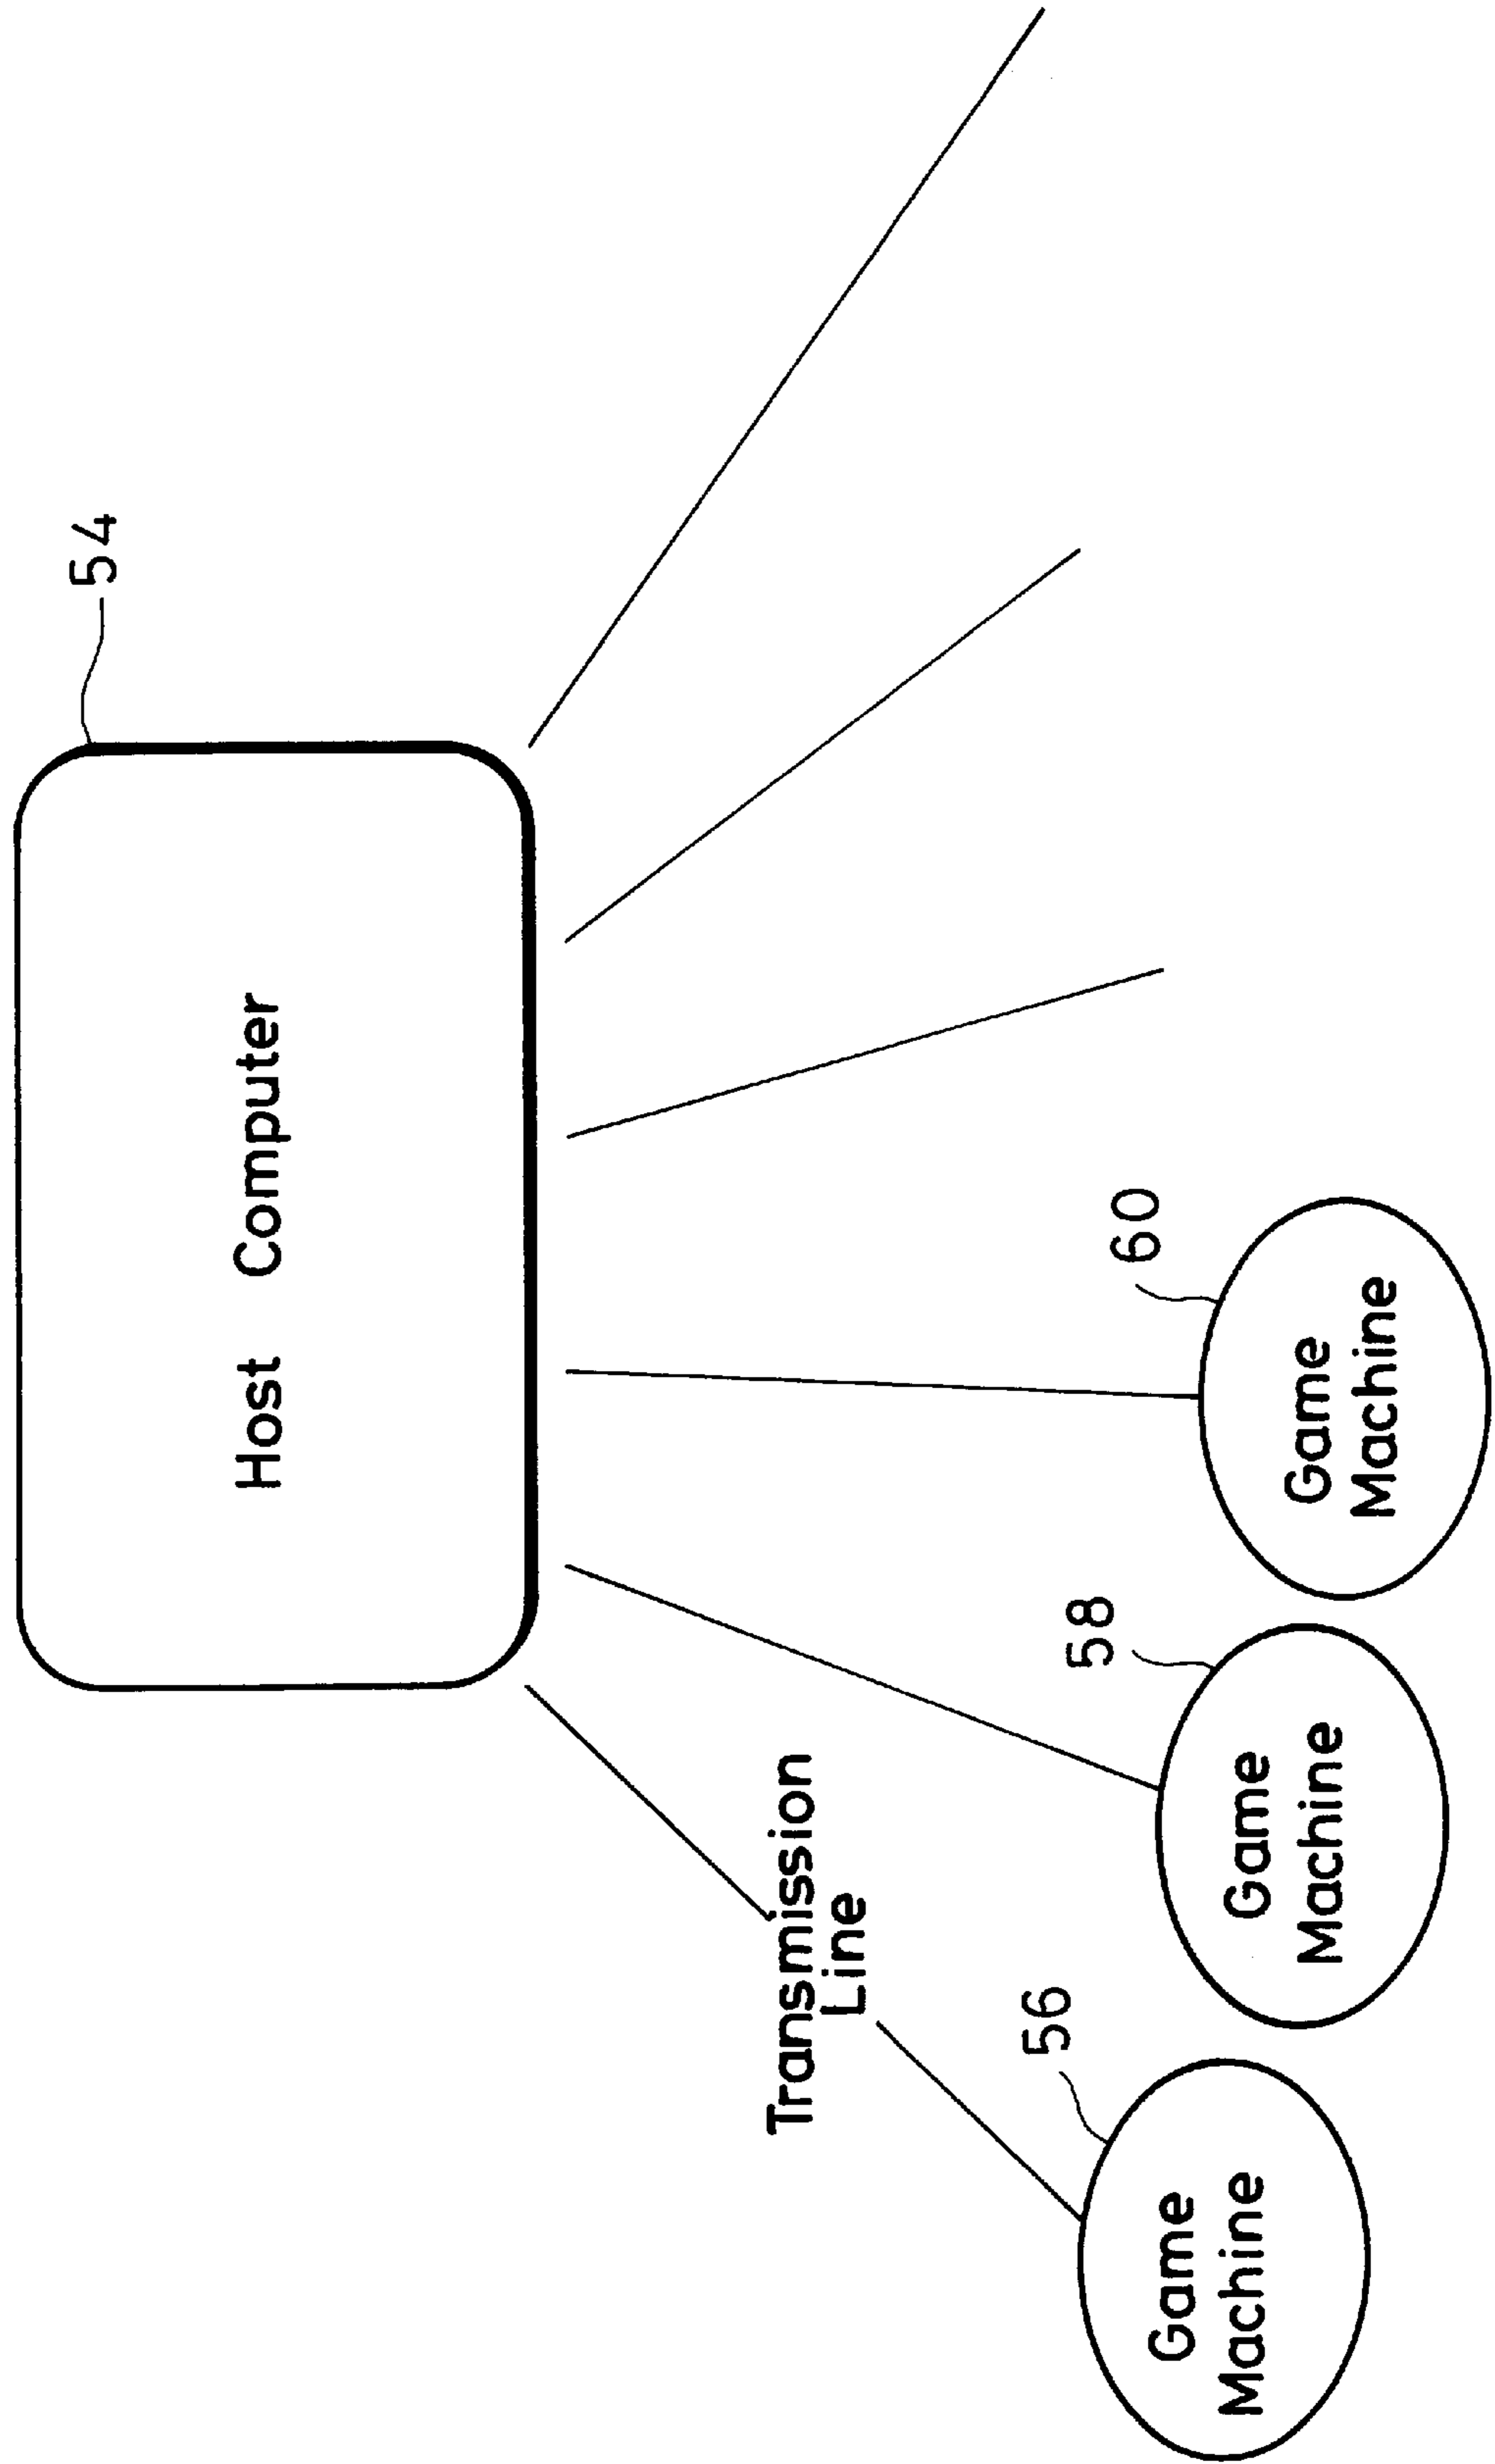 54
Host Computer
Transmission
Line
56
Game
Machine
58
Game
Machine
60
Game
Machine